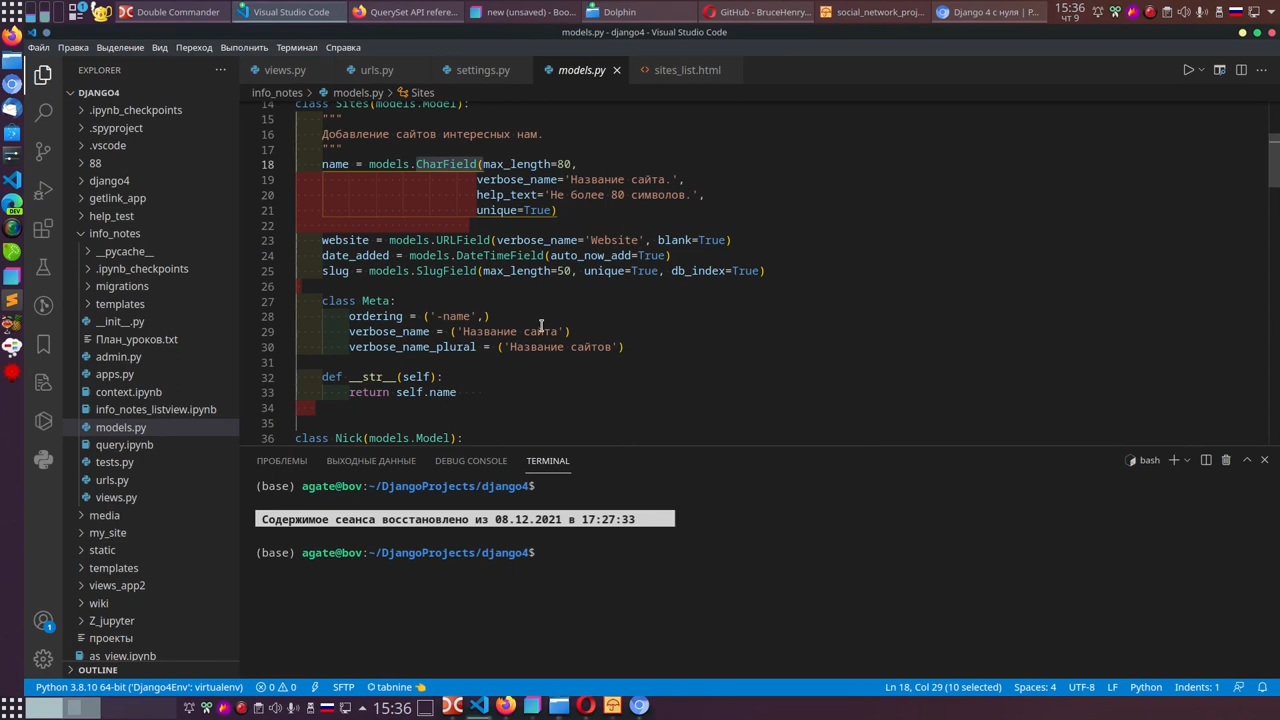 Double Commander
Visual Studio Code
QuerySet API refere...
new (unsaved) - Boo...
Dolphin
GitHub - BruceHenry...
social_network_proj...
Django 4 с нуля | P...
15:36
ЧТ 9
models.py - django4 - Visual Studio Code
Файл Правка Выделение Вид Переход Выполнить Терминал Справка
EXPLORER ...
views.py urls.py settings.py models.py <> sites_list.html
DJANGO4
info_notes > models.py > Sites
.ipynb_checkpoints
.spyproject
.vscode
88
django4
getlink_app
help_test
info_notes
__pycache__
.ipynb_checkpoints
migrations
templates
__init__.py
План_уроков.txt
admin.py
apps.py
context.ipynb
info_notes_listview.ipynb
models.py
query.ipynb
tests.py
urls.py
views.py
media
my_site
static
templates
views_app2
wiki
Z_jupyter
проекты
as_view.ipynb
OUTLINE
14 class Sites(models.Model):
15 """
16 Добавление сайтов интересных нам.
17 """
18 name = models.CharField(max_length=80,
19 verbose_name='Название сайта.',
20 help_text='Не более 80 символов.',
21 unique=True)
22
23 website = models.URLField(verbose_name='Website', blank=True)
24 date_added = models.DateTimeField(auto_now_add=True)
25 slug = models.SlugField(max_length=50, unique=True, db_index=True)
26
27 class Meta:
28 ordering = ('-name',)
29 verbose_name = ('Название сайта')
30 verbose_name_plural = ('Название сайтов')
31
32 def __str__(self):
33 return self.name
34
35
36 class Nick(models.Model):
ПРОБЛЕМЫ ВЫХОДНЫЕ ДАННЫЕ DEBUG CONSOLE TERMINAL
bash
(base) agate@bov:~/DjangoProjects/django4$
Содержимое сеанса восстановлено из 08.12.2021 в 17:27:33
(base) agate@bov:~/DjangoProjects/django4$
1
Python 3.8.10 64-bit ('Django4Env': virtualenv) 0 0 SFTP tabnine Ln 18, Col 29 (10 selected) Spaces: 4 UTF-8 LF Python Indents: 1
15:36